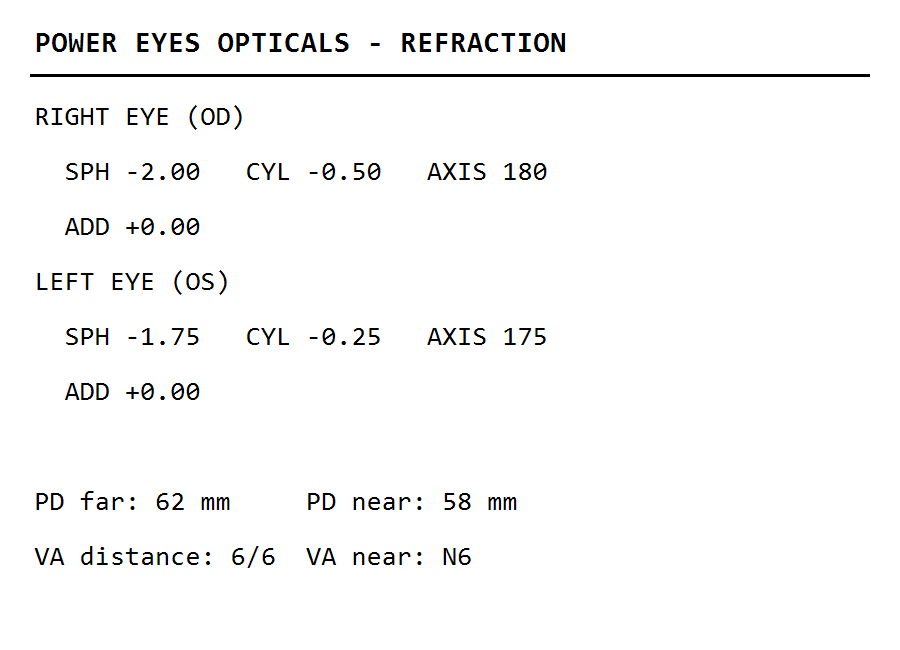 POWER EYES OPTICALS - REFRACTION
RIGHT EYE (OD)
SPH -2.00 CYL -0.50 AXIS 180
ADD +0.00
LEFT EYE (OS)
SPH -1.75 CYL -0.25 AXIS 175
ADD +0.00
PD far: 62 mm PD near: 58 mm
VA distance: 6/6 VA near: N6